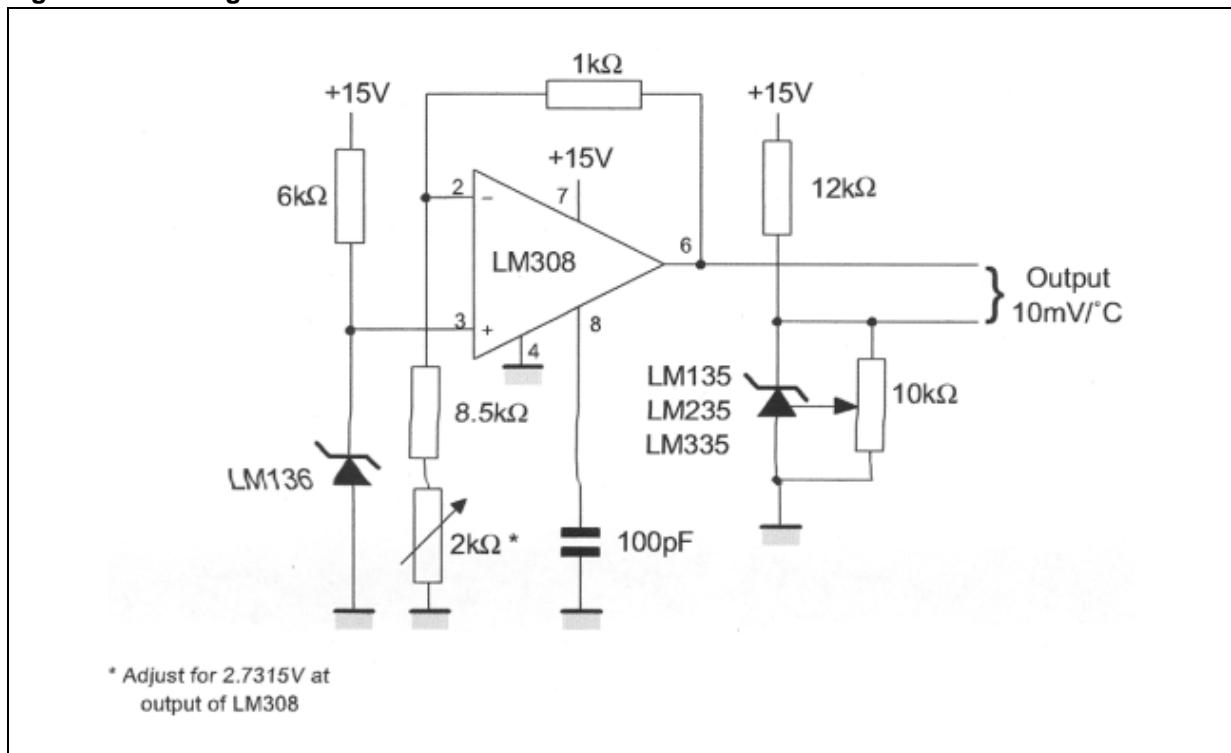 1kΩ
+15V
+15V
+15V
6kΩ
12kΩ
2
−
7
LM308
6
3
+
4
8
Output
10mV/˚C
LM135
LM235
LM335
10kΩ
8.5kΩ
LM136
2kΩ *
100pF
* Adjust for 2.7315V at
output of LM308